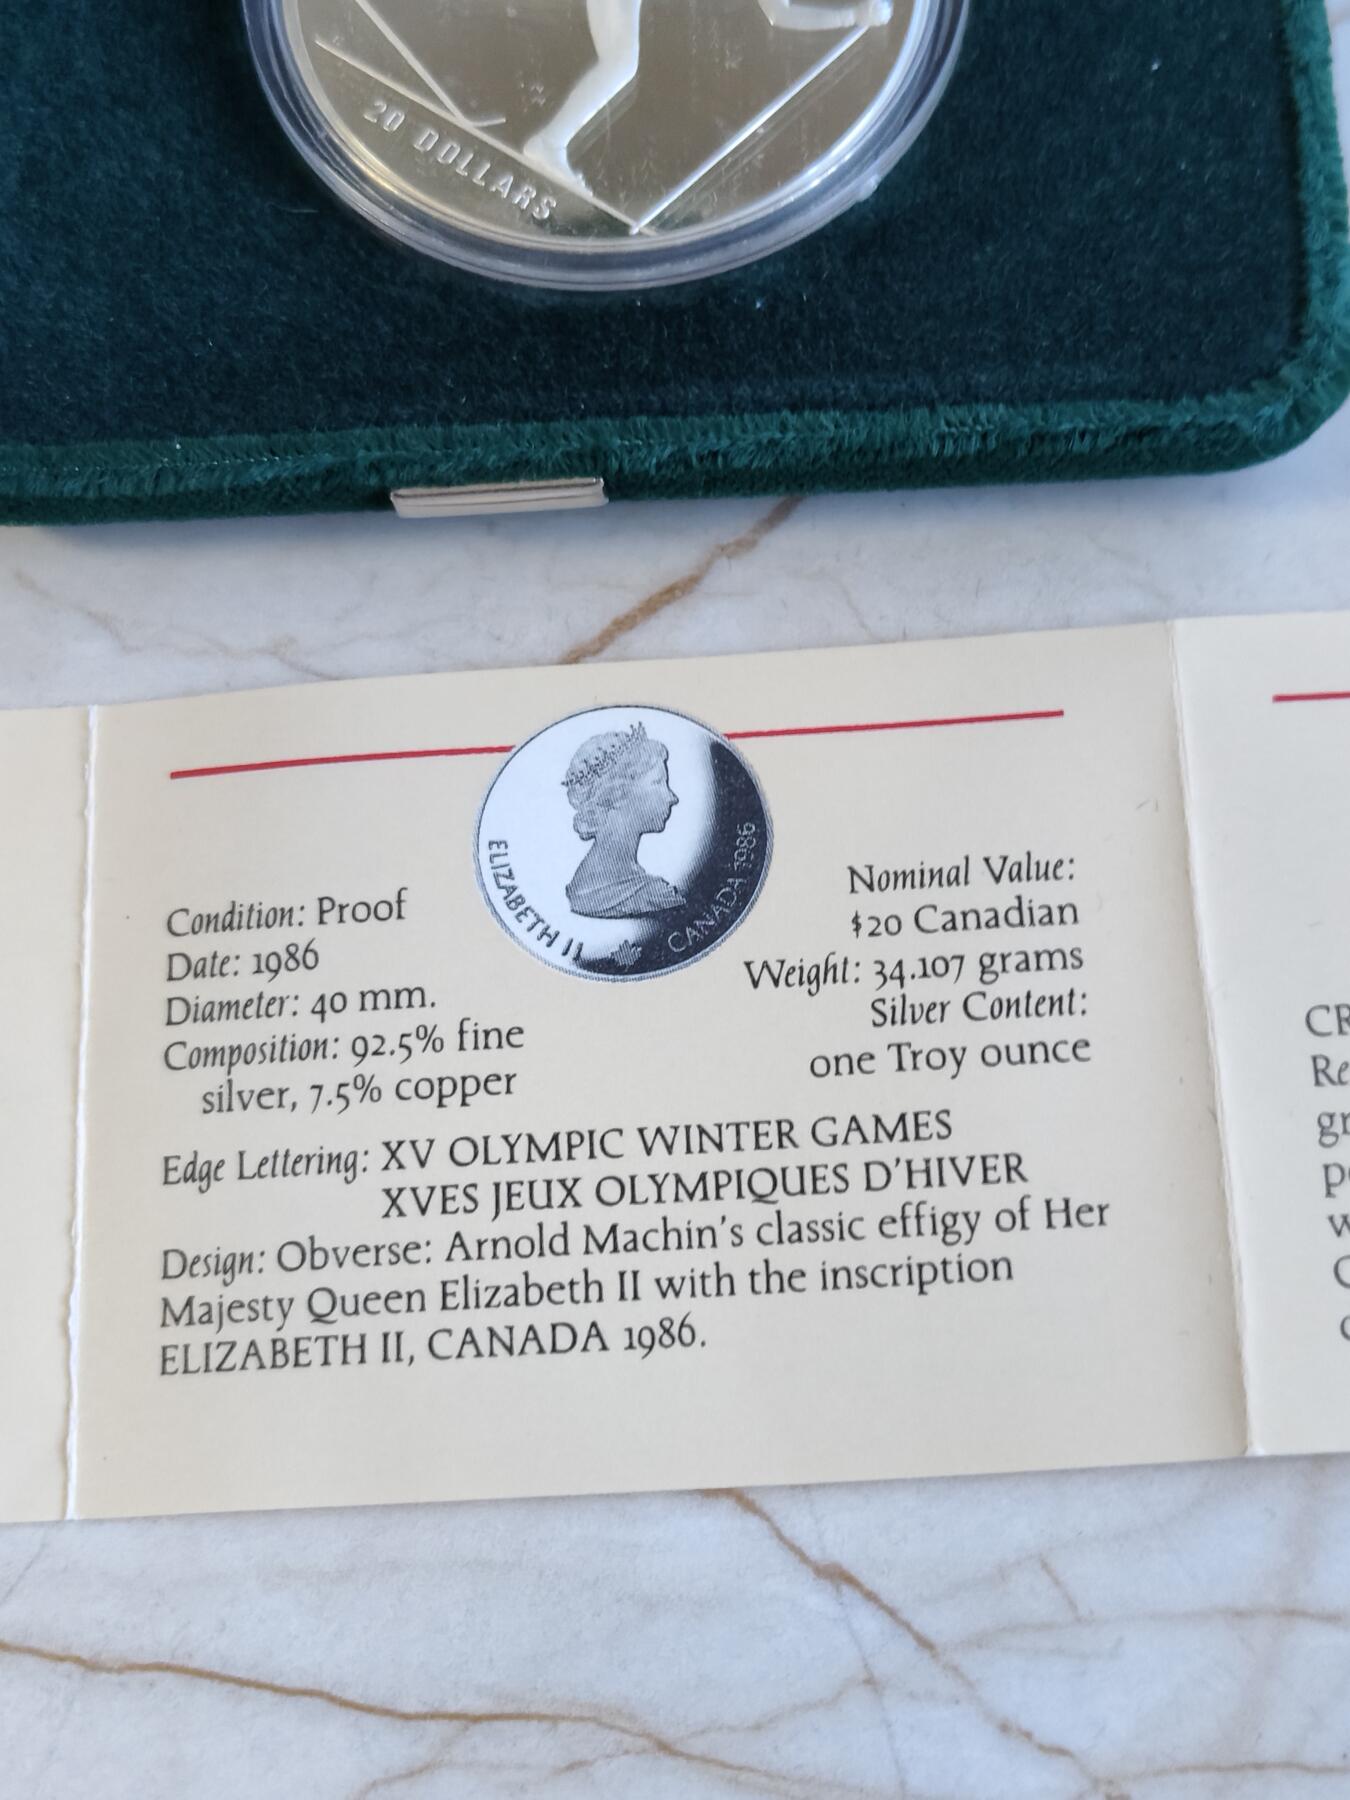 20 DOLLARS
ELIZABETH II
CANADA 1986
Condition: Proof
Date: 1986
Diameter: 40 mm.
Composition: 92.5% fine
silver, 7.5% copper
Nominal Value:
$20 Canadian
Weight: 34.107 grams
Silver Content:
one Troy ounce
Edge Lettering: XV OLYMPIC WINTER GAMES
XVES JEUX OLYMPIQUES D'HIVER
Design: Obverse: Arnold Machin's classic effigy of Her
Majesty Queen Elizabeth II with the inscription
ELIZABETH II, CANADA 1986.